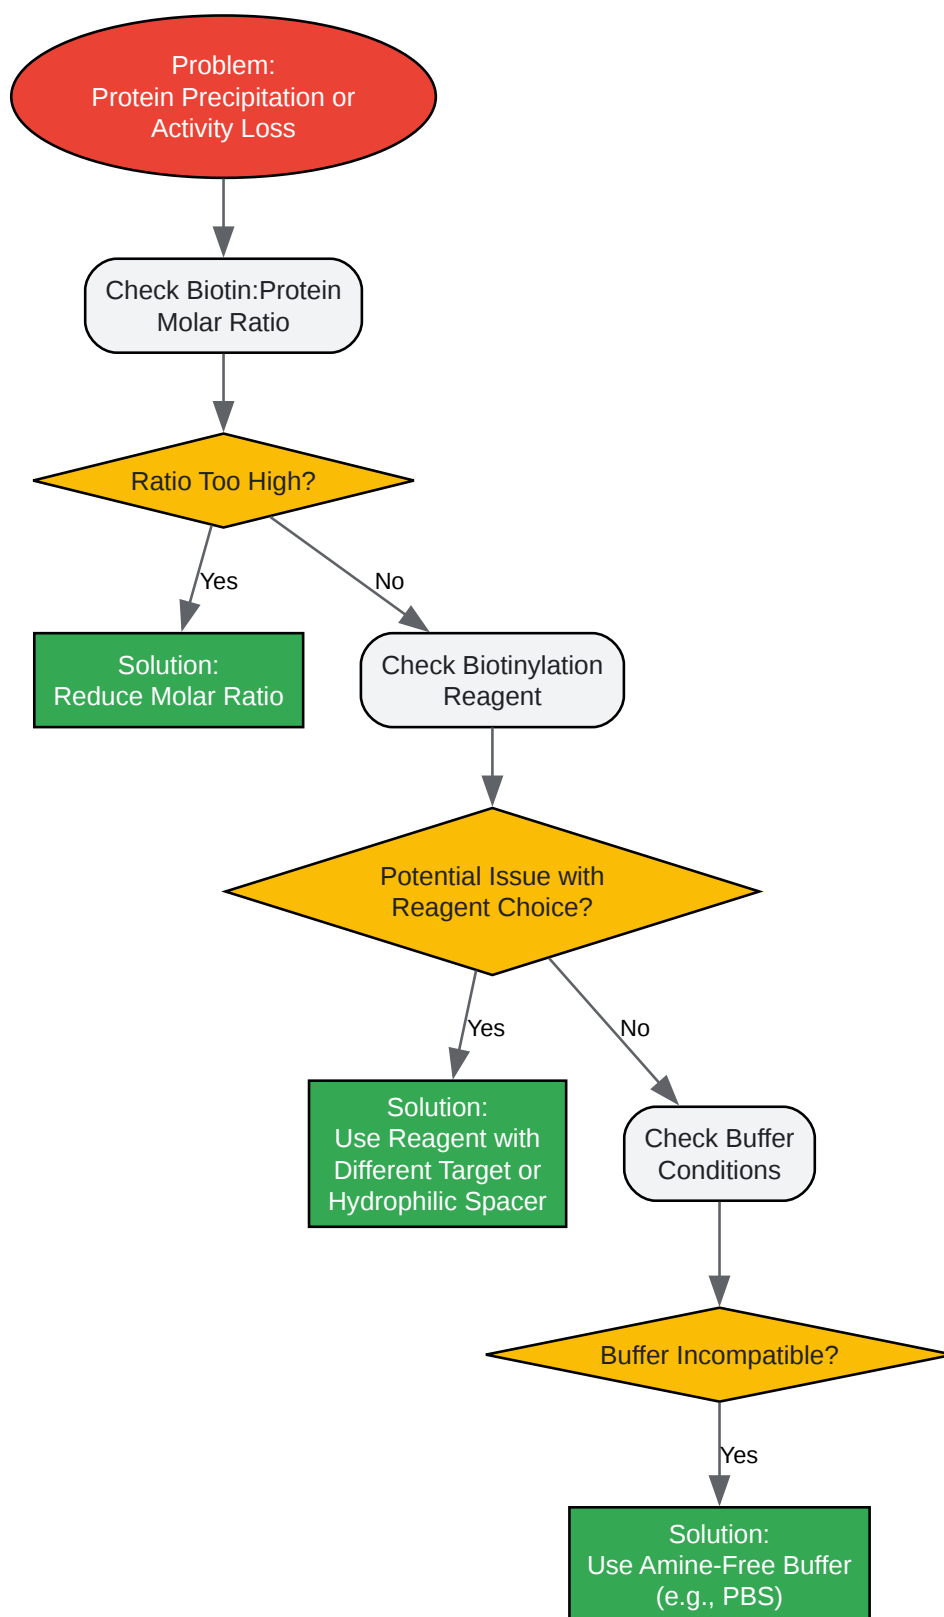 Problem:
Protein Precipitation or
Activity Loss
Check Biotin:Protein
Molar Ratio
Ratio Too High?
Yes
No
Solution:
Reduce Molar Ratio
Check Biotinylation
Reagent
Potential Issue with
Reagent Choice?
Yes
No
Solution:
Use Reagent with
Different Target or
Hydrophilic Spacer
Check Buffer
Conditions
Buffer Incompatible?
Yes
Solution:
Use Amine-Free Buffer
(e.g., PBS)